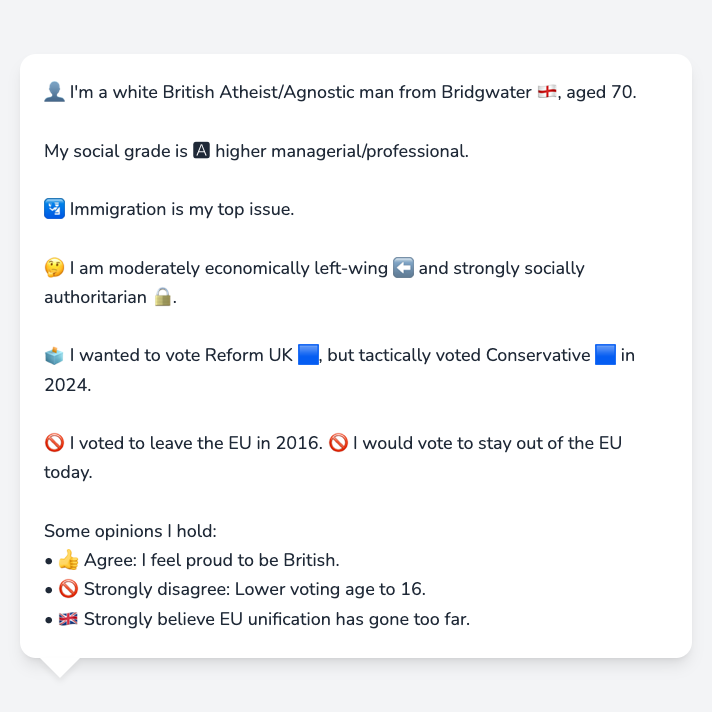 👤 I'm a white British Atheist/Agnostic man from Bridgwater 🏴󠁧󠁢󠁥󠁮󠁧󠁿, aged 70.
My social grade is 🅰 higher managerial/professional.
🛂 Immigration is my top issue.
🤔 I am moderately economically left-wing ⬅️ and strongly socially
authoritarian 🔒.
🗳️ I wanted to vote Reform UK 🟦, but tactically voted Conservative 🟦 in
2024.
🚫 I voted to leave the EU in 2016. 🚫 I would vote to stay out of the EU
today.
Some opinions I hold:
• 👍 Agree: I feel proud to be British.
• 🚫 Strongly disagree: Lower voting age to 16.
• 🇬🇧 Strongly believe EU unification has gone too far.